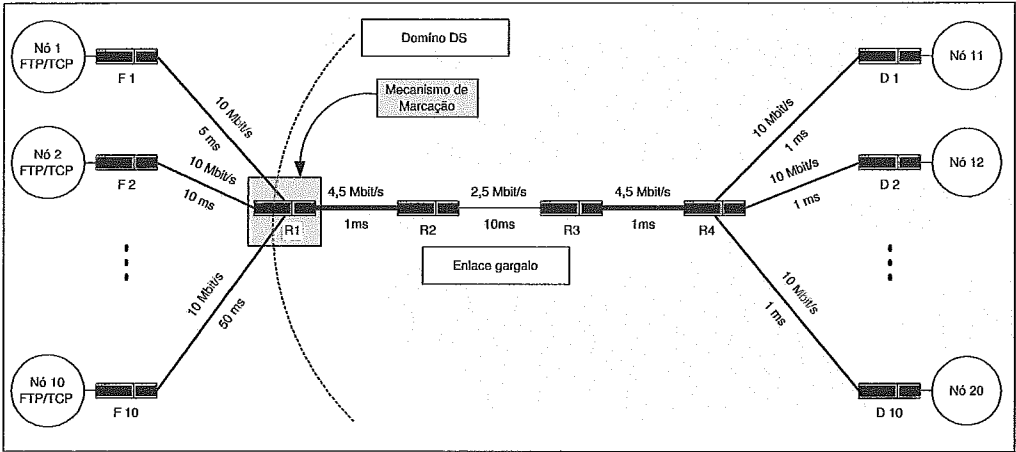 Nó 1
FTP/TCP
F 1
10 Mbit/s
5 ms
Nó 2
FTP/TCP
F 2
10 Mbit/s
10 ms
Nó 10
FTP/TCP
F 10
10 Mbit/s
50 ms
Domíno DS
Mecanismo de
Marcação
R1
4,5 Mbit/s
1ms
R2
2,5 Mbit/s
10ms
R3
4,5 Mbit/s
1ms
R4
Enlace gargalo
10 Mbit/s
1 ms
D 1
Nó 11
10 Mbit/s
1 ms
D 2
Nó 12
10 Mbit/s
1 ms
D 10
Nó 20